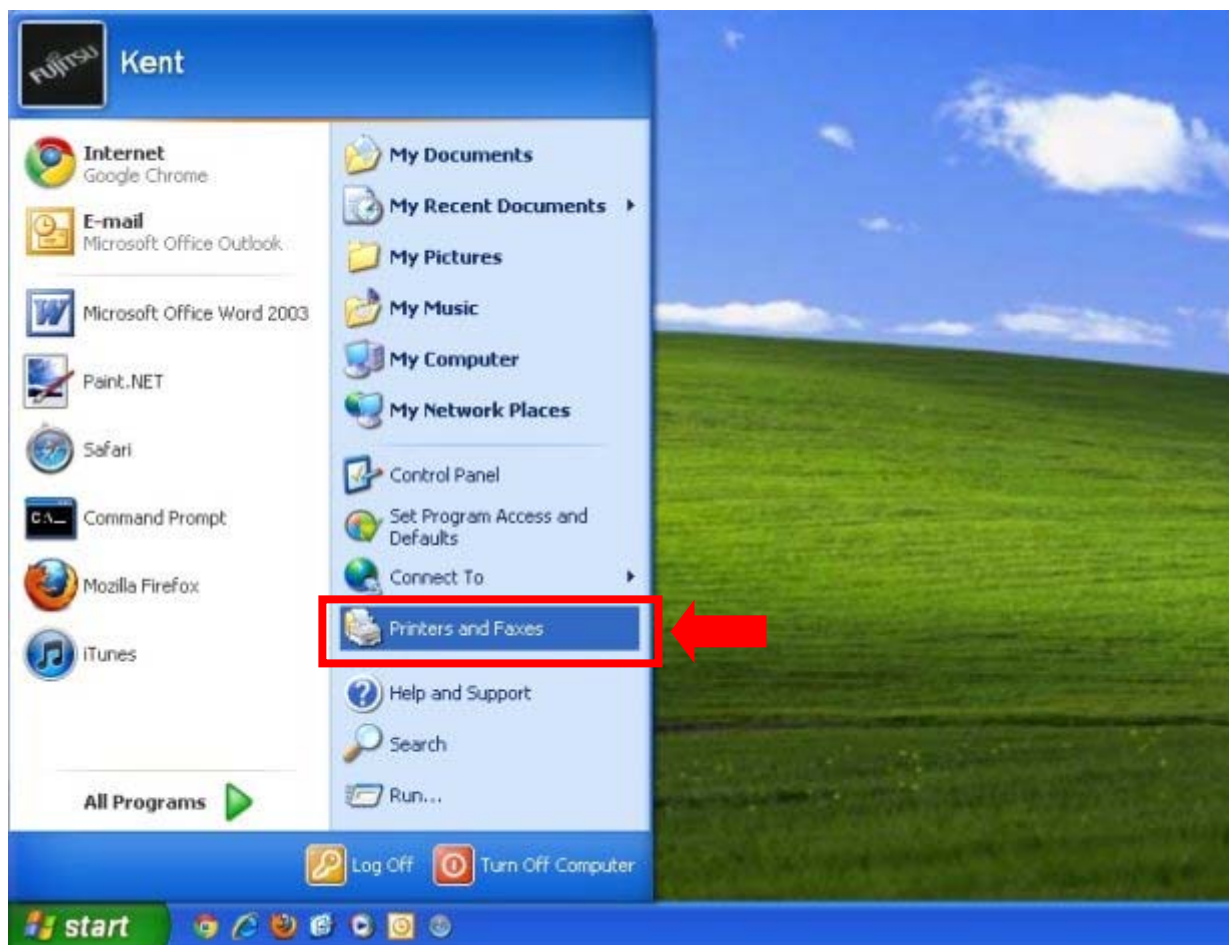 FUJITSU
Kent
Internet
Google Chrome
E-mail
Microsoft Office Outlook
Microsoft Office Word 2003
Paint.NET
Safari
C:\_
Command Prompt
Mozilla Firefox
iTunes
All Programs
My Documents
My Recent Documents
My Pictures
My Music
My Computer
My Network Places
Control Panel
Set Program Access and
Defaults
Connect To
Printers and Faxes
Help and Support
Search
Run...
Log Off
Turn Off Computer
start